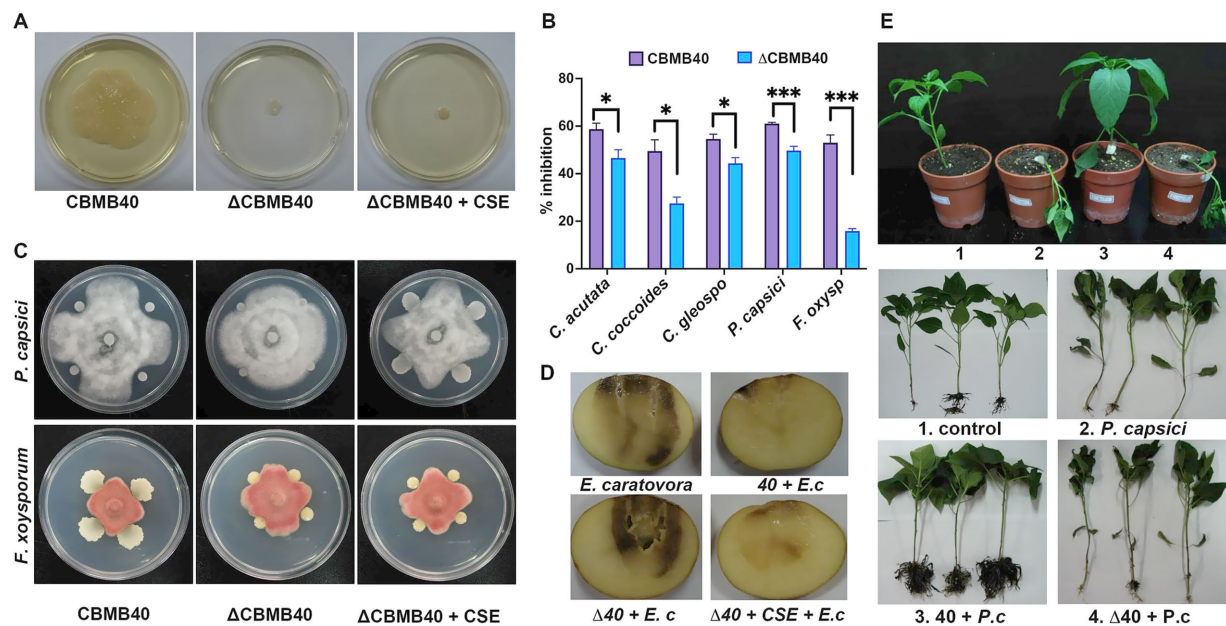 A
CBMB40
ΔCBMB40
ΔCBMB40 + CSE
B
CBMB40
ΔCBMB40
% inhibition
80
60
40
20
0
*
*
*
***
***
C. acutata
C. coccoides
C. gleospo
P. capsici
F. oxysp
C
P. capsici
F. xoysporum
CBMB40
ΔCBMB40
ΔCBMB40 + CSE
D
E. caratovora
40 + E.c
Δ40 + E. c
Δ40 + CSE + E.c
E
1
2
3
4
1. control
2. P. capsici
3. 40 + P.c
4. Δ40 + P.c